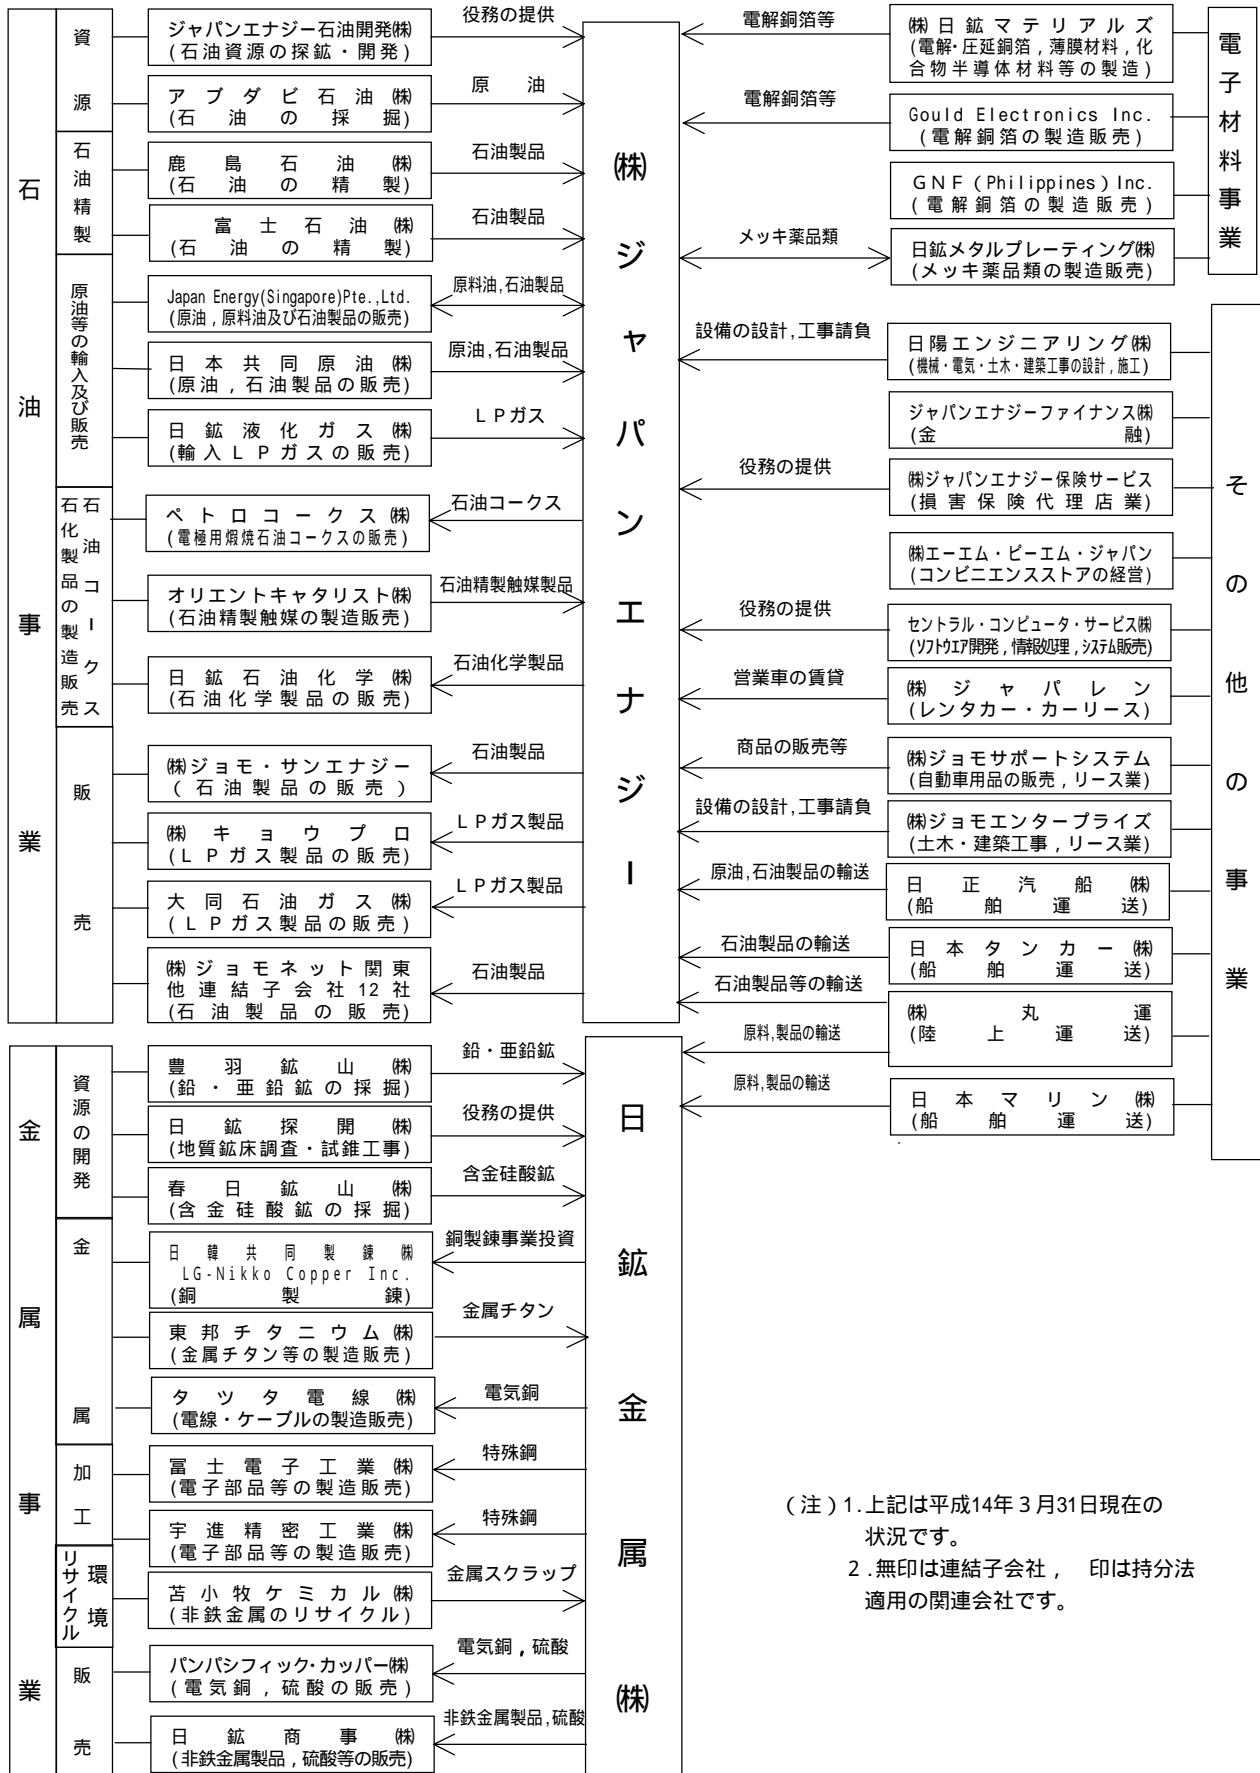 石油事業
資源
ジャパンエナジー石油開発㈱
(石油資源の探鉱・開発)
役務の提供
アブダビ石油㈱
(石油の採掘)
原油
石油精製
鹿島石油㈱
(石油の精製)
石油製品
富士石油㈱
(石油の精製)
石油製品
原油等の輸入及び販売
Japan Energy(Singapore)Pte.,Ltd.
(原油，原料油及び石油製品の販売)
原料油,石油製品
日本共同原油㈱
(原油，石油製品の販売)
原油,石油製品
日鉱液化ガス㈱
(輸入ＬＰガスの販売)
ＬＰガス
石油コークス
石化製品の製造販売
ペトロコークス㈱
(電極用煆焼石油コークスの販売)
石油コークス
オリエントキャタリスト㈱
(石油精製触媒の製造販売)
石油精製触媒製品
日鉱石油化学㈱
(石油化学製品の販売)
石油化学製品
販売
㈱ジョモ・サンエナジー
(石油製品の販売)
石油製品
㈱キョウプロ
(ＬＰガス製品の販売)
ＬＰガス製品
大同石油ガス㈱
(ＬＰガス製品の販売)
ＬＰガス製品
㈱ジョモネット関東
他連結子会社12社
(石油製品の販売)
石油製品
㈱ジャパンエナジー
電子材料事業
電解銅箔等
㈱日鉱マテリアルズ
(電解・圧延銅箔，薄膜材料，化
合物半導体材料等の製造)
電解銅箔等
Gould Electronics Inc.
(電解銅箔の製造販売)
ＧＮＦ（Philippines）Inc.
(電解銅箔の製造販売)
メッキ薬品類
日鉱メタルプレーティング㈱
(メッキ薬品類の製造販売)
その他の事業
設備の設計,工事請負
日陽エンジニアリング㈱
(機械・電気・土木・建築工事の設計，施工)
ジャパンエナジーファイナンス㈱
(金融)
役務の提供
㈱ジャパンエナジー保険サービス
(損害保険代理店業)
㈱エーエム・ピーエム・ジャパン
(コンビニエンスストアの経営)
役務の提供
セントラル・コンピュータ・サービス㈱
(ソフトウエア開発，情報処理，システム販売)
営業車の賃貸
㈱ジャパレン
(レンタカー・カーリース)
商品の販売等
㈱ジョモサポートシステム
(自動車用品の販売，リース業)
設備の設計,工事請負
㈱ジョモエンタープライズ
(土木・建築工事，リース業)
原油,石油製品の輸送
日正汽船㈱
(船舶運送)
石油製品の輸送
日本タンカー㈱
(船舶運送)
石油製品等の輸送
㈱丸運
(陸上運送)
原料,製品の輸送
原料,製品の輸送
日本マリン㈱
(船舶運送)
金属事業
資源の開発
豊羽鉱山㈱
(鉛・亜鉛鉱の採掘)
鉛・亜鉛鉱
日鉱探開㈱
(地質鉱床調査・試錐工事)
役務の提供
春日鉱山㈱
(含金硅酸鉱の採掘)
含金硅酸鉱
金属
日韓共同製錬㈱
LG-Nikko Copper Inc.
(銅製錬)
銅製錬事業投資
東邦チタニウム㈱
(金属チタン等の製造販売)
金属チタン
タツタ電線㈱
(電線・ケーブルの製造販売)
電気銅
加工
冨士電子工業㈱
(電子部品等の製造販売)
特殊鋼
宇進精密工業㈱
(電子部品等の製造販売)
特殊鋼
環境
リサイクル
苫小牧ケミカル㈱
(非鉄金属のリサイクル)
金属スクラップ
販売
パンパシフィック・カッパー㈱
(電気銅，硫酸の販売)
電気銅，硫酸
日鉱商事㈱
(非鉄金属製品，硫酸等の販売)
非鉄金属製品,硫酸
日鉱金属㈱
（注）1.上記は平成14年３月31日現在の
状況です。
2.無印は連結子会社，　印は持分法
適用の関連会社です。